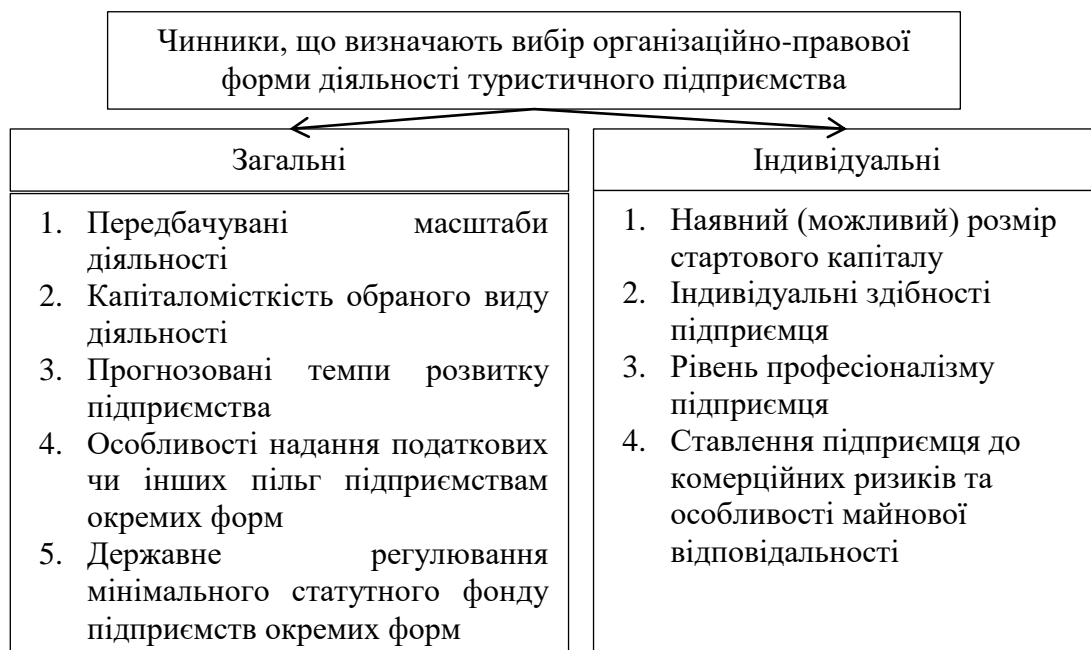 Чинники, що визначають вибір організаційно-правової
форми діяльності туристичного підприємства
Загальні
1. Передбачувані масштаби
діяльності
2. Капіталомісткість обраного виду
діяльності
3. Прогнозовані темпи розвитку
підприємства
4. Особливості надання податкових
чи інших пільг підприємствам
окремих форм
5. Державне регулювання
мінімального статутного фонду
підприємств окремих форм
Індивідуальні
1. Наявний (можливий) розмір
стартового капіталу
2. Індивідуальні здібності
підприємця
3. Рівень професіоналізму
підприємця
4. Ставлення підприємця до
комерційних ризиків та
особливості майнової
відповідальності